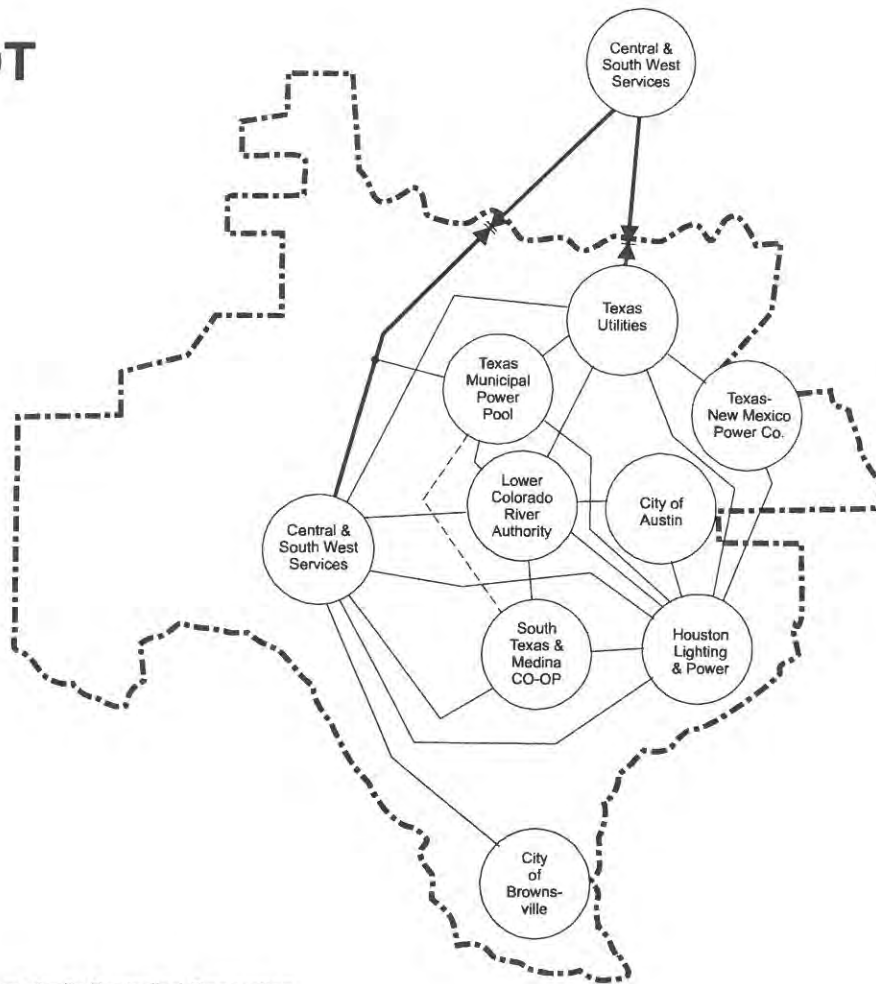 Central &
South West
Services
Texas
Utilities
Texas
Municipal
Power
Pool
Texas-
New Mexico
Power Co.
Lower
Colorado
River
Authority
City of
Austin
Central &
South West
Services
South
Texas &
Medina
CO-OP
Houston
Lighting
& Power
City
of
Browns-
ville